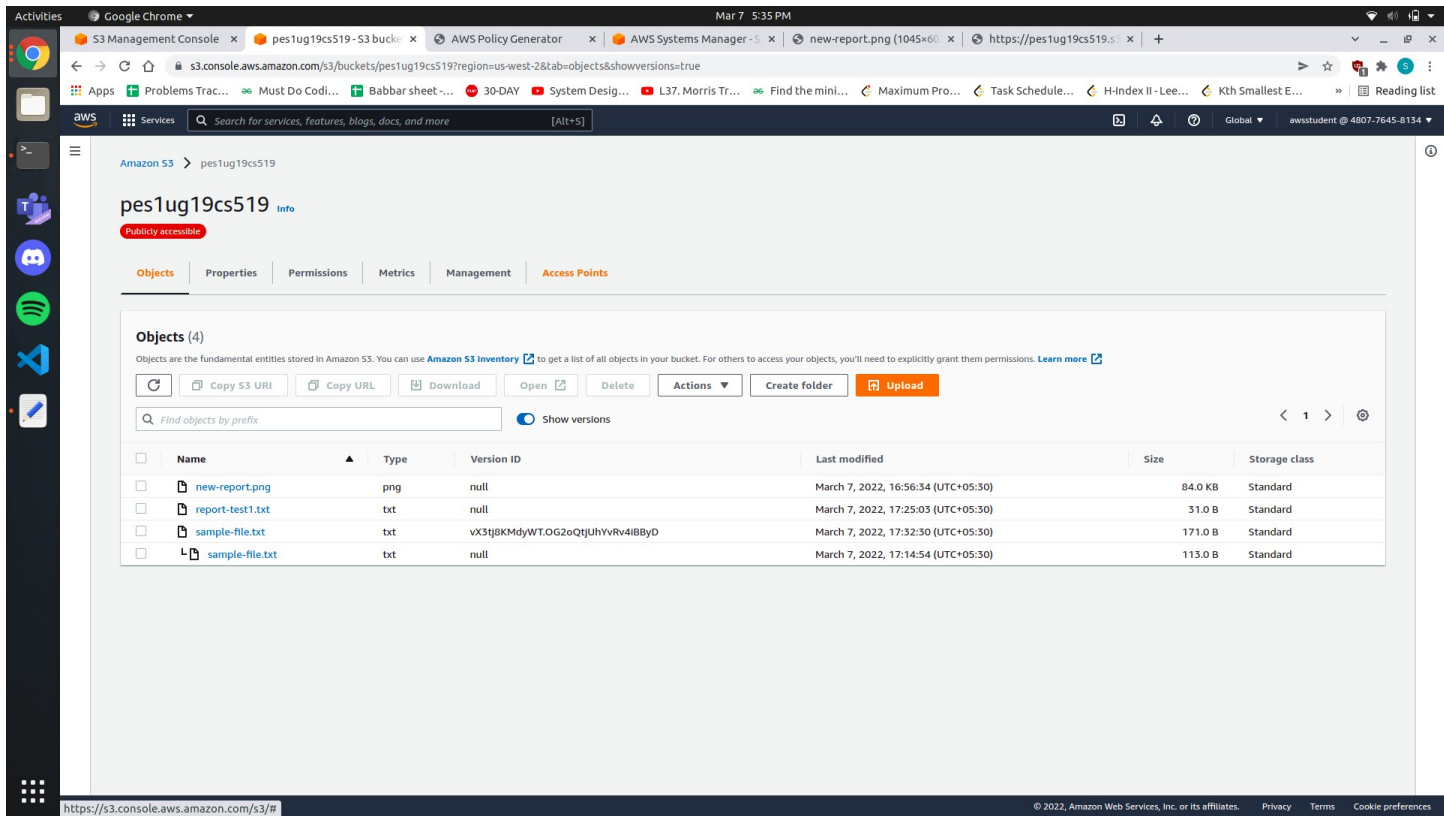 Activities Google Chrome Mar 7 5:35 PM
S3 Management Console pes1ug19cs519 - S3 bucke AWS Policy Generator AWS Systems Manager - S new-report.png (1045×60 https://pes1ug19cs519.s3
s3.console.aws.amazon.com/s3/buckets/pes1ug19cs519?region=us-west-2&tab=objects&showversions=true
Apps Problems Trac... Must Do Codi... Babbar sheet -... 30-DAY System Desig... L37. Morris Tr... Find the mini... Maximum Pro... Task Schedule... H-Index II - Lee... Kth Smallest E... » Reading list
aws Services Search for services, features, blogs, docs, and more [Alt+S] Global awsstudent @ 4807-7645-8134
Amazon S3 pes1ug19cs519
pes1ug19cs519 Info
Publicly accessible
Objects Properties Permissions Metrics Management Access Points
Objects (4)
Objects are the fundamental entities stored in Amazon S3. You can use Amazon S3 inventory to get a list of all objects in your bucket. For others to access your objects, you'll need to explicitly grant them permissions. Learn more
Copy S3 URI Copy URL Download Open Delete Actions Create folder Upload
Find objects by prefix Show versions 1
Name Type Version ID Last modified Size Storage class
new-report.png png null March 7, 2022, 16:56:34 (UTC+05:30) 84.0 KB Standard
report-test1.txt txt null March 7, 2022, 17:25:03 (UTC+05:30) 31.0 B Standard
sample-file.txt txt vX3tj8KMdyWT.OG2oQtjUhYvRv4iBByD March 7, 2022, 17:32:30 (UTC+05:30) 171.0 B Standard
sample-file.txt txt null March 7, 2022, 17:14:54 (UTC+05:30) 113.0 B Standard
https://s3.console.aws.amazon.com/s3/# © 2022, Amazon Web Services, Inc. or its affiliates. Privacy Terms Cookie preferences